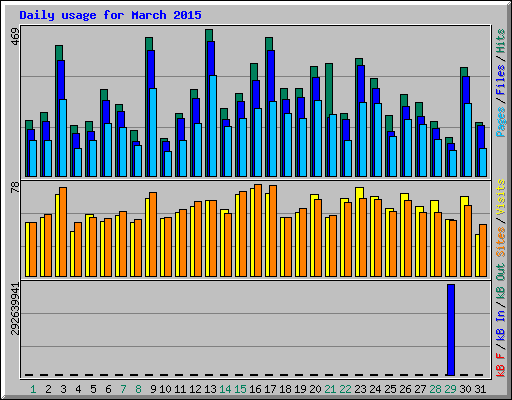 Daily usage for March 2015
469
Pages / Files / Hits
78
Sites / Visits
292639941
kB F / kB In / kB Out
1 2 3 4 5 6 7 8 9 10 11 12 13 14 15 16 17 18 19 20 21 22 23 24 25 26 27 28 29 30 31